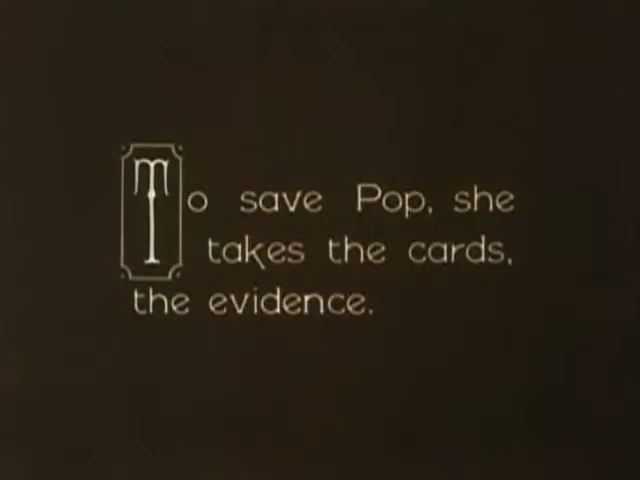 To save Pop, she
takes the cards,
the evidence.